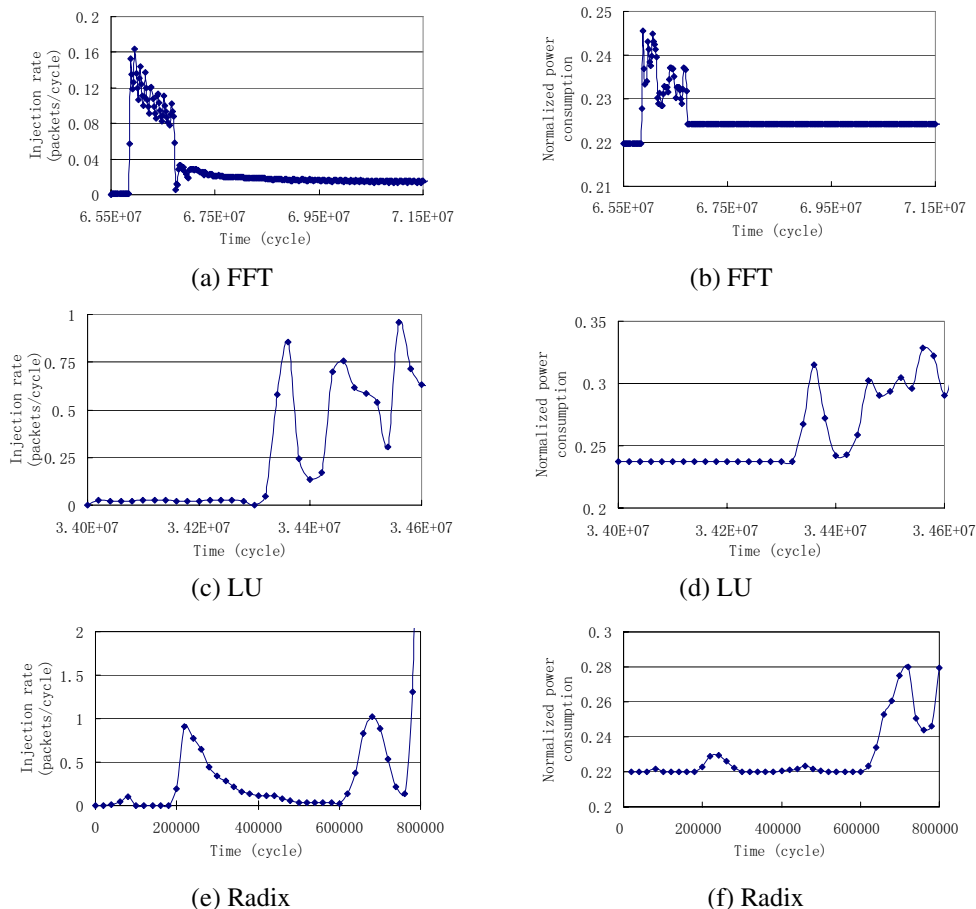 0.2
0.16
0.12
0.08
0.04
0
Injection rate
(packets/cycle)
6.55E+07 6.75E+07 6.95E+07 7.15E+07
Time (cycle)
(a) FFT
0.25
0.24
0.23
0.22
0.21
Normalized power
consumption
6.55E+07 6.75E+07 6.95E+07 7.15E+07
Time (cycle)
(b) FFT
1
0.75
0.5
0.25
0
Injection rate
(packets/cycle)
3.40E+07 3.42E+07 3.44E+07 3.46E+07
Time (cycle)
(c) LU
0.35
0.3
0.25
0.2
Normalized power
consumption
3.40E+07 3.42E+07 3.44E+07 3.46E+07
Time (cycle)
(d) LU
2
1.5
1
0.5
0
Injection rate
(packets/cycle)
0 200000 400000 600000 800000
Time (cycle)
(e) Radix
0.3
0.28
0.26
0.24
0.22
0.2
Normalized power
consumption
0 200000 400000 600000 800000
Time (cycle)
(f) Radix